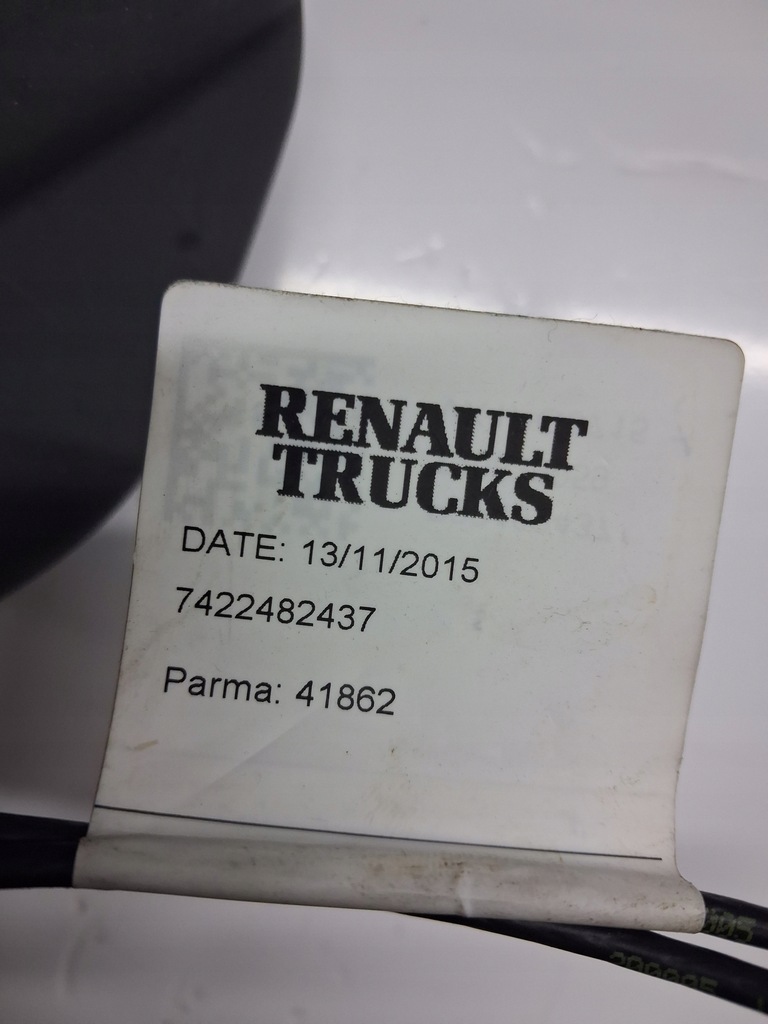 RENAULT
TRUCKS
DATE: 13/11/2015
7422482437
Parma: 41862